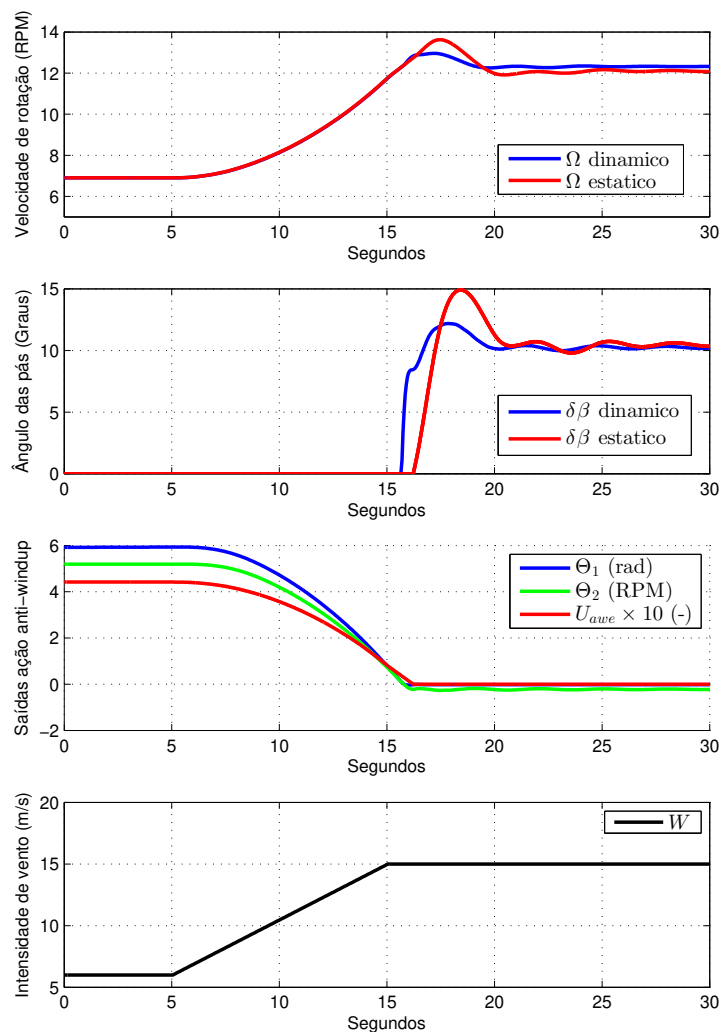 Velocidade de rotação (RPM)
14
12
10
8
6
0 5 10 15 20 25 30
Segundos
Ω dinamico
Ω estatico
Ângulo das pás (Graus)
15
10
5
0
0 5 10 15 20 25 30
Segundos
δβ dinamico
δβ estatico
Saídas ação anti−windup
6
4
2
0
−2
0 5 10 15 20 25 30
Segundos
Θ₁ (rad)
Θ₂ (RPM)
U_{awe} × 10 (-)
Intensidade de vento (m/s)
20
15
10
5
0 5 10 15 20 25 30
Segundos
W